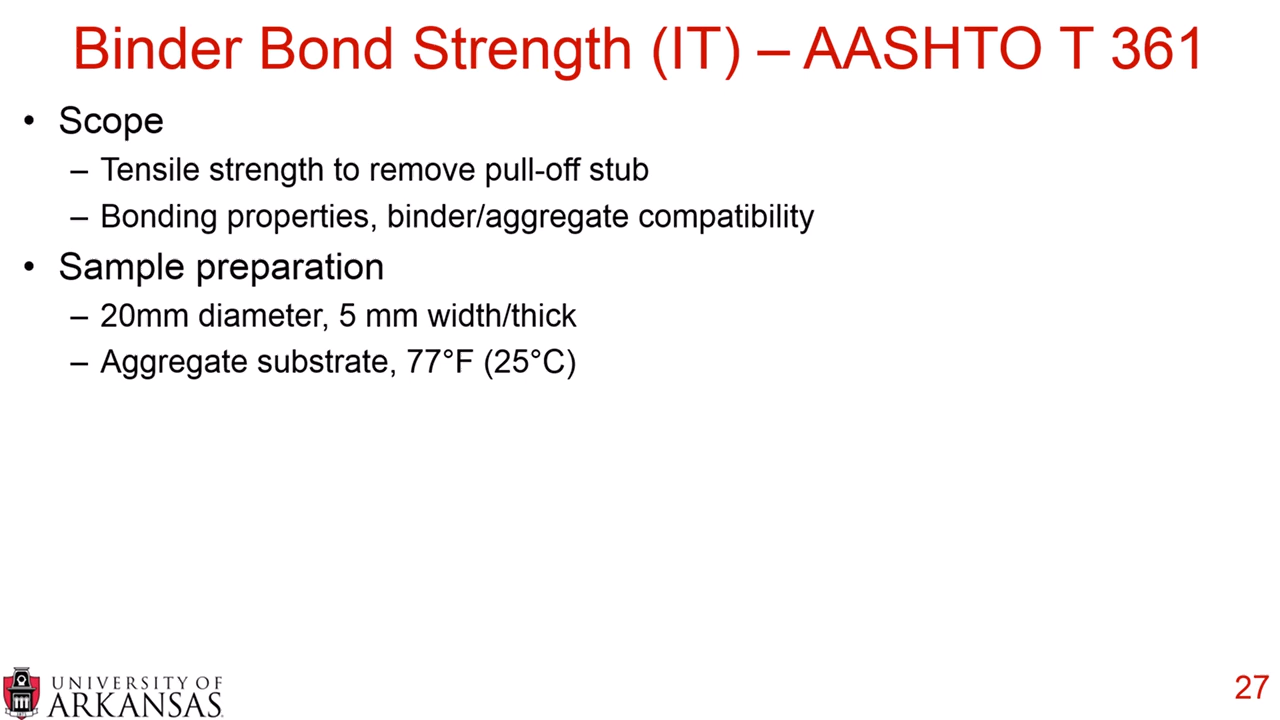 Binder Bond Strength (IT) – AASHTO T 361
• Scope
– Tensile strength to remove pull-off stub
– Bonding properties, binder/aggregate compatibility
• Sample preparation
– 20mm diameter, 5 mm width/thick
– Aggregate substrate, 77°F (25°C)
UNIVERSITY OF
ARKANSAS
27